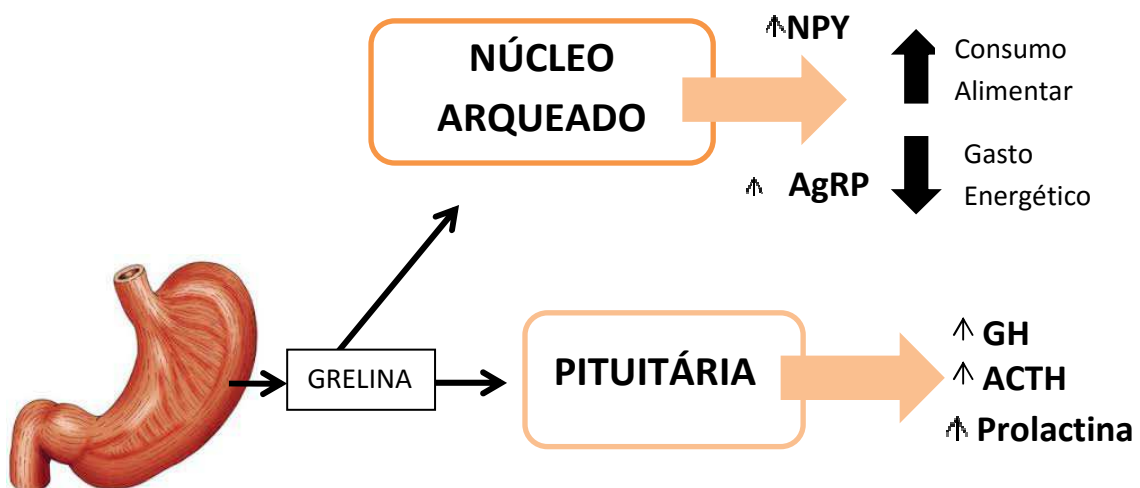 NÚCLEO
ARQUEADO
↑NPY
↑ AgRP
Consumo
Alimentar
Gasto
Energético
GRELINA
PITUITÁRIA
↑ GH
↑ ACTH
↑ Prolactina